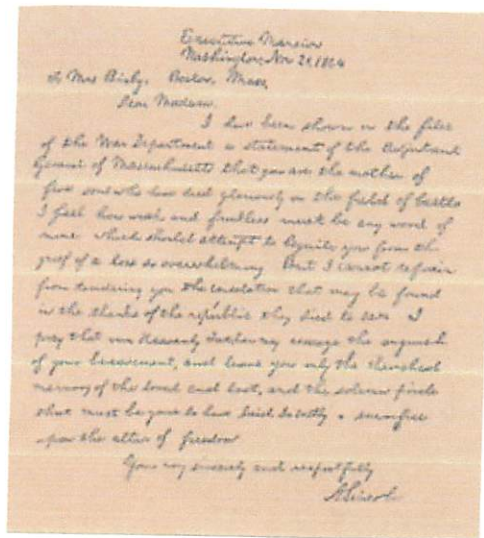 Executive Mansion
Washington, Nov 21, 1864
To Mrs Bixby, Boston, Mass,
Dear Madam.
I have been shown in the files
of the War Department a statement of the Adjutant
General of Massachusetts that you are the mother of
five sons who have died gloriously on the field of battle
I feel how weak and fruitless must be any word of
mine which should attempt to beguile you from the
grief of a loss so overwhelming But I cannot refrain
from tendering you the consolation that may be found
in the thanks of the republic they died to save I
pray that our Heavenly Father may assuage the anguish
of your bereavement, and leave you only the cherished
memory of the loved and lost, and the solemn pride
that must be yours to have laid so costly a sacrifice
upon the altar of freedom
Yours very sincerely and respectfully
A Lincoln